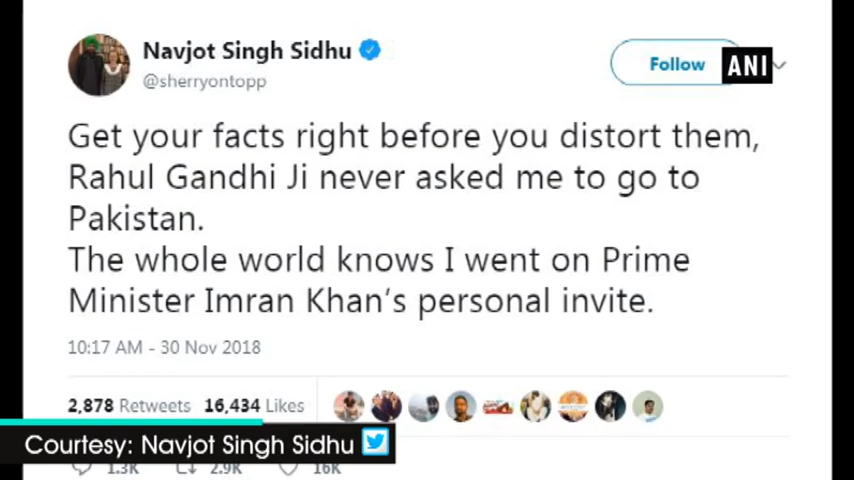 Navjot Singh Sidhu
@sherryontopp
Follow
ANI
Get your facts right before you distort them,
Rahul Gandhi Ji never asked me to go to
Pakistan.
The whole world knows I went on Prime
Minister Imran Khan's personal invite.
10:17 AM - 30 Nov 2018
2,878 Retweets 16,434 Likes
Courtesy: Navjot Singh Sidhu
1.3K 2.9K 16K